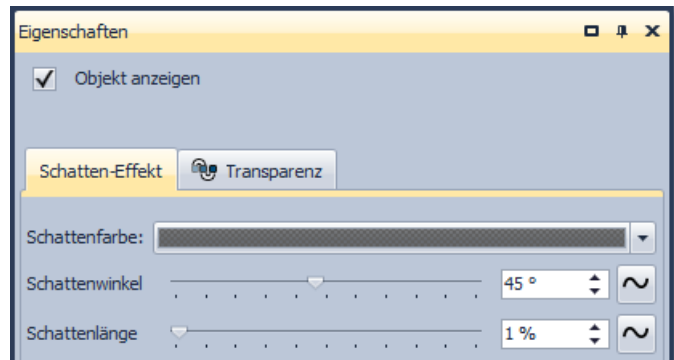 Eigenschaften
Objekt anzeigen
Schatten-Effekt Transparenz
Schattenfarbe:
Schattenwinkel 45 °
Schattenlänge 1 %